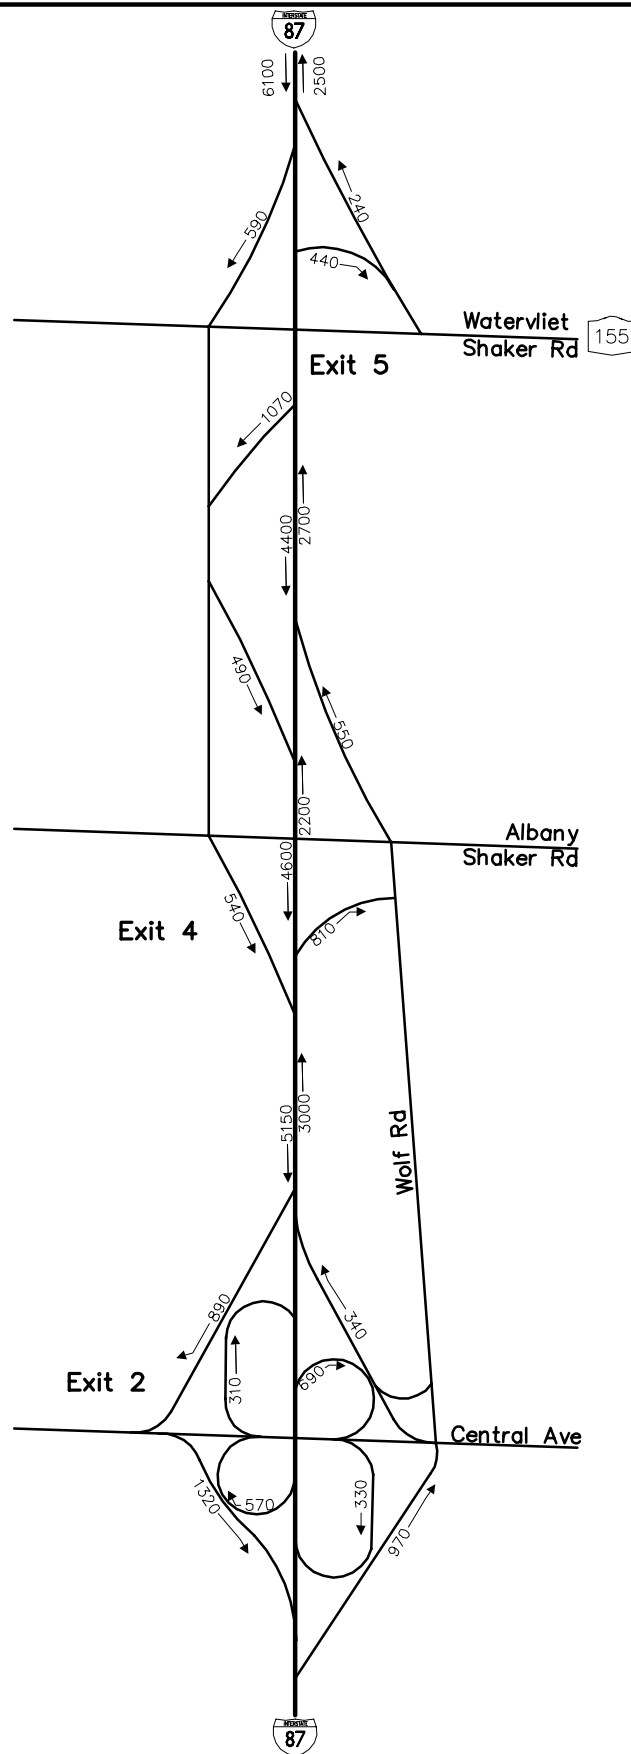 INTERSTATE
87
6100
2500
240
590
440
Watervliet
Shaker Rd
155
Exit 5
1070
4400
2700
490
550
2200
Albany
Shaker Rd
4600
540
810
Exit 4
5150
3000
Wolf Rd
890
340
690
310
Exit 2
Central Ave
1320
570
330
970
INTERSTATE
87